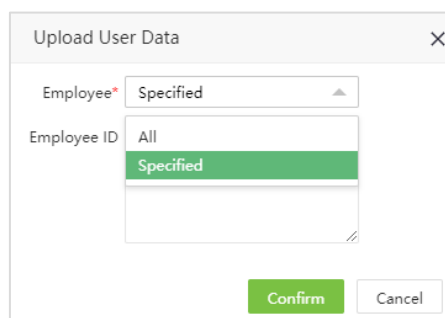 Upload User Data
Employee* Specified
Employee ID All
Specified
Confirm Cancel